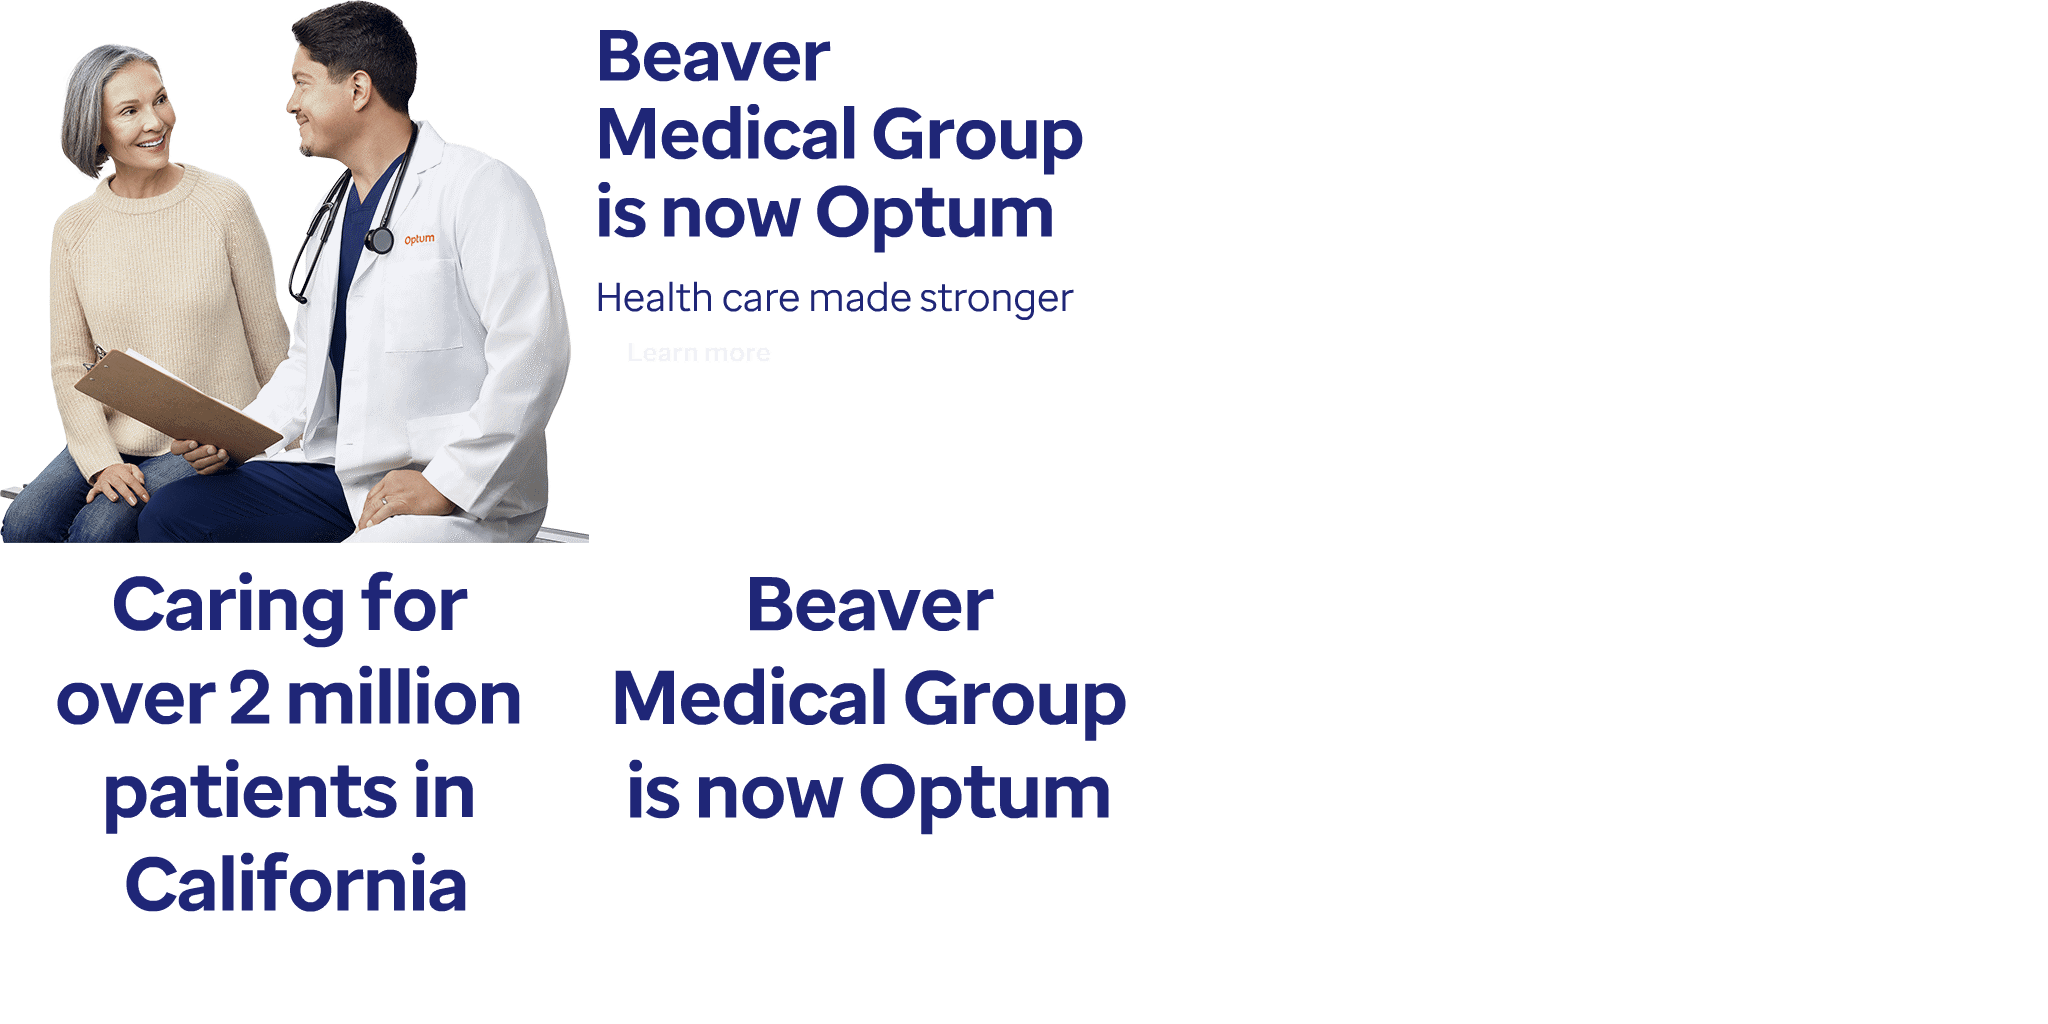 Beaver
Medical Group
is now Optum
Health care made stronger
Learn more
Optum
Caring for
over 2 million
patients in
California
Beaver
Medical Group
is now Optum